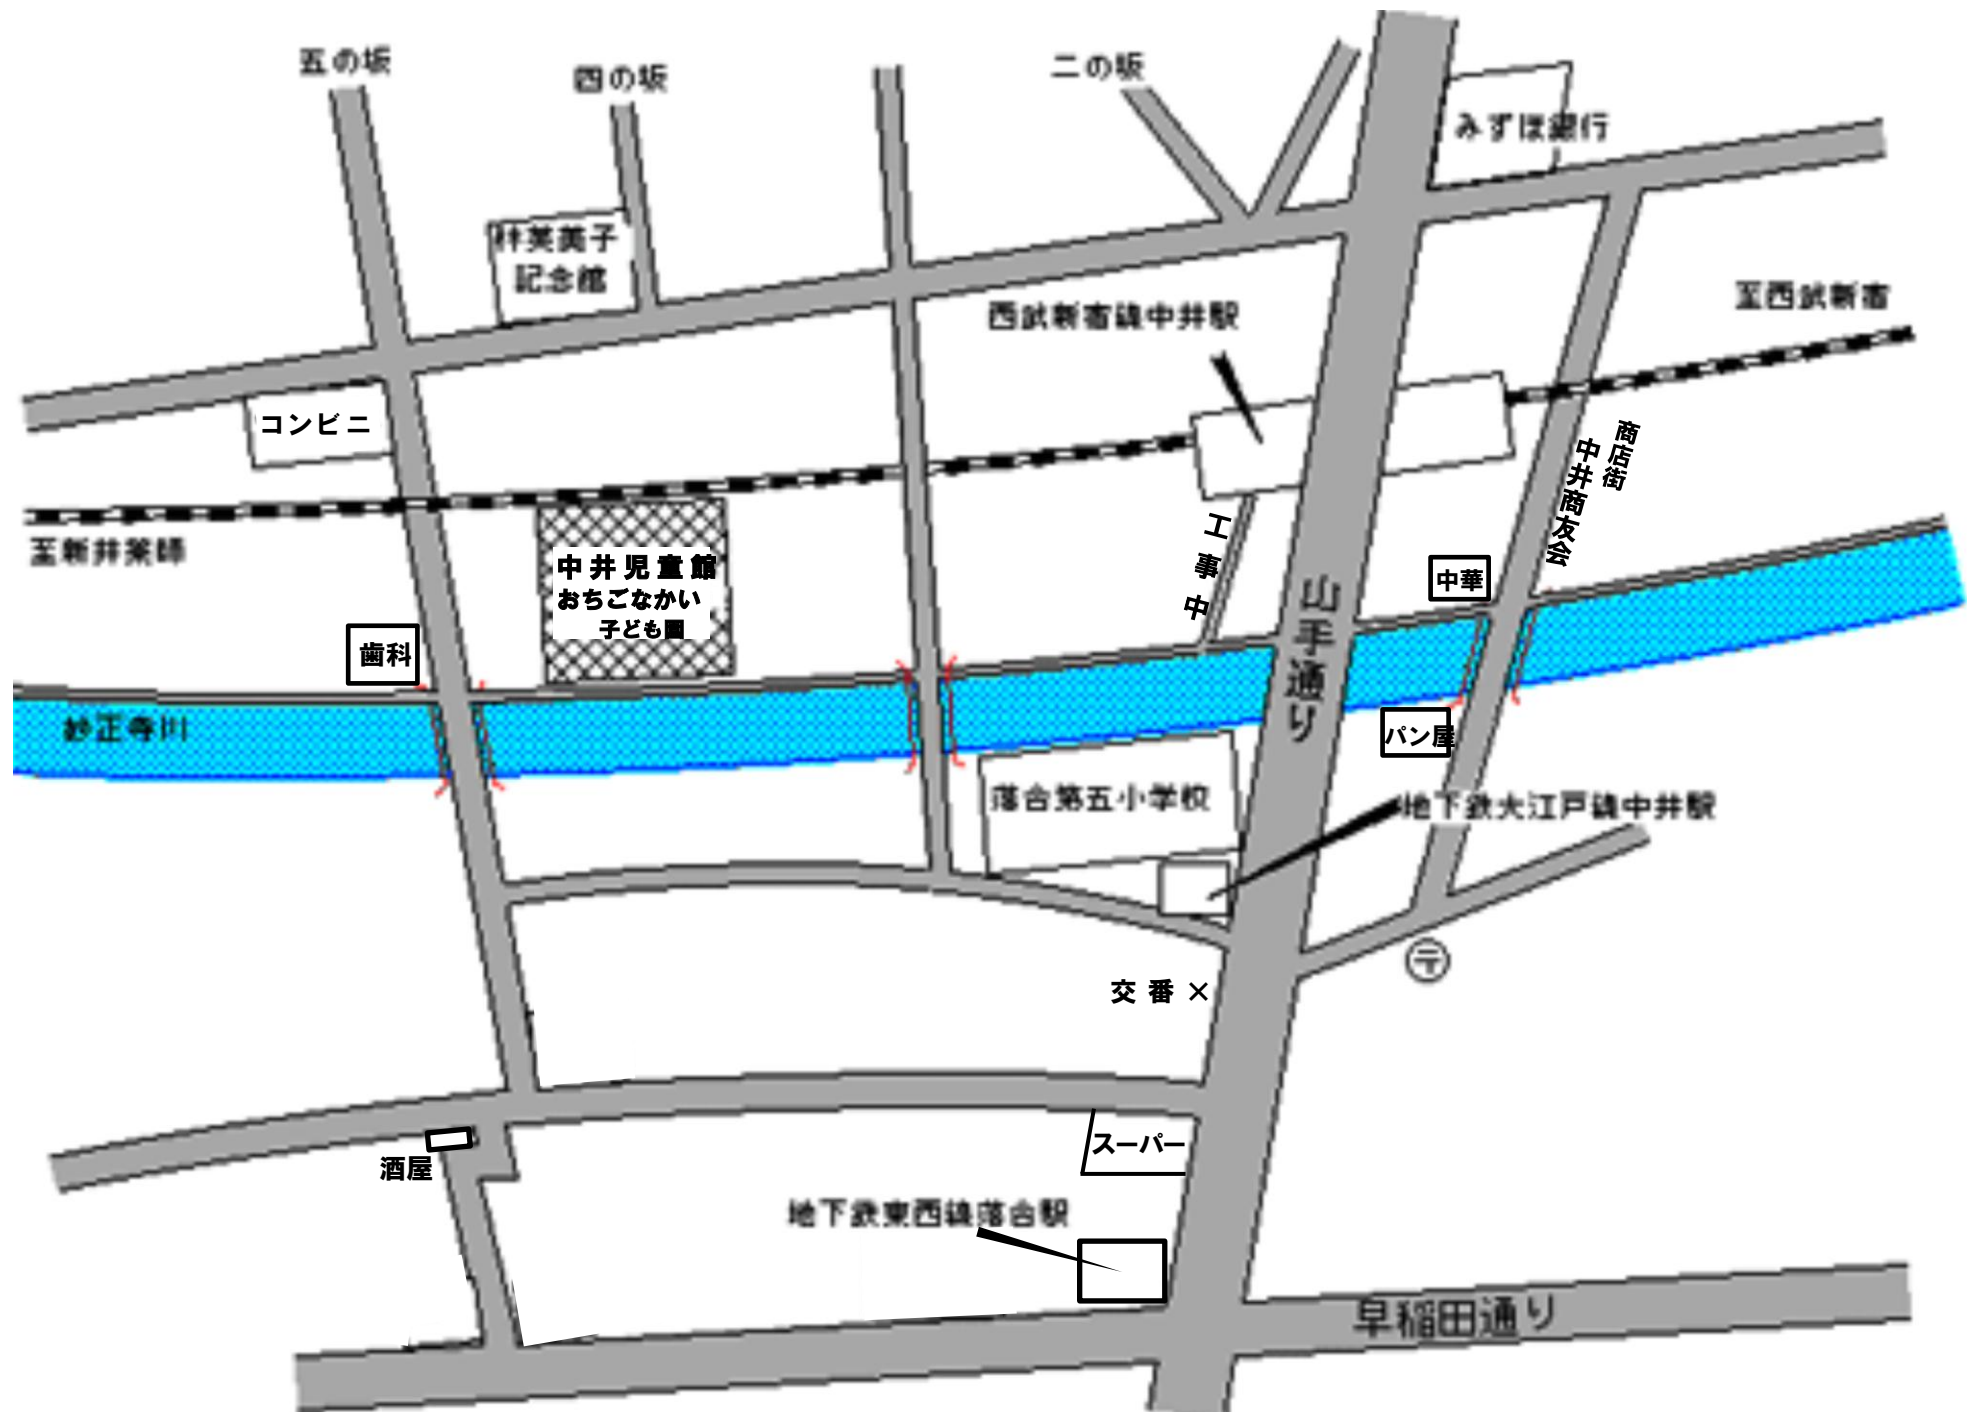 五の坂
四の坂
二の坂
みずほ銀行
林芙美子
記念館
西武新宿線中井駅
至西武新宿
コンビニ
商店街
中井商友会
至新井薬師
工事中
中井児童館
おちごなかい
子ども園
中華
山手通り
歯科
妙正寺川
パン屋
落合第五小学校
地下鉄大江戸線中井駅
〒
交番 ×
スーパー
酒屋
地下鉄東西線落合駅
早稲田通り